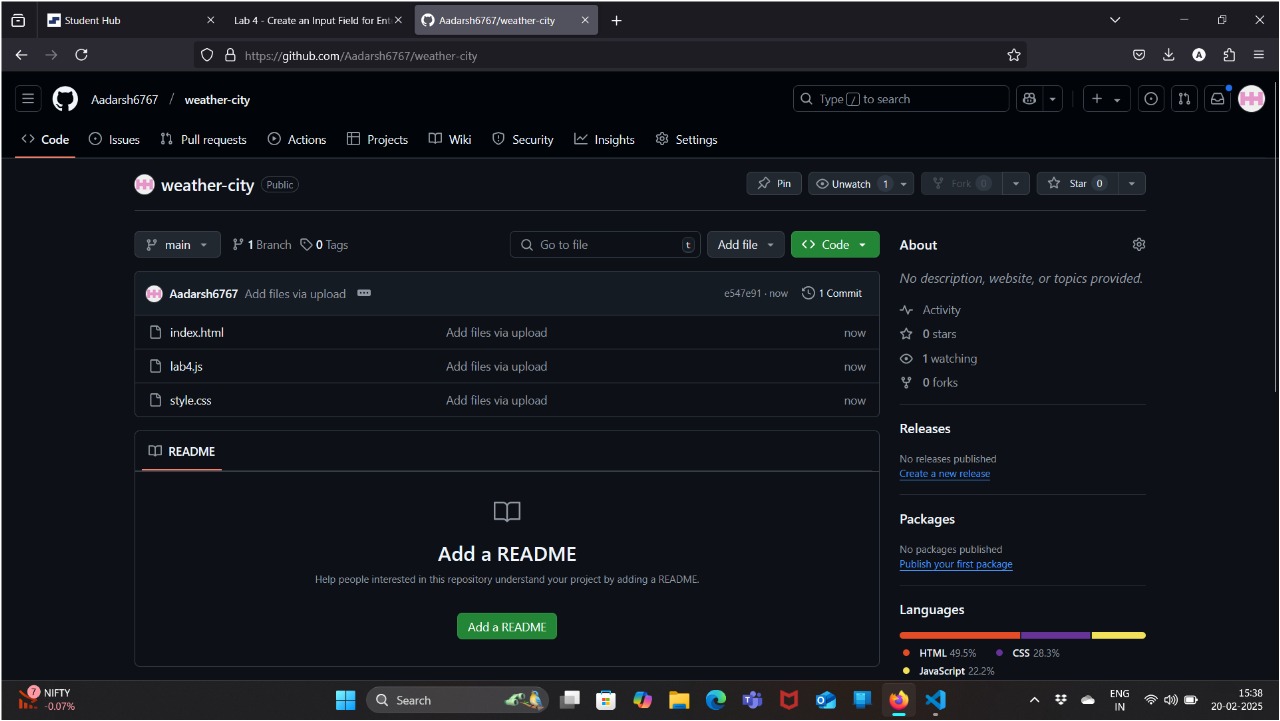 Student Hub
Lab 4 - Create an Input Field for Ent
Aadarsh6767/weather-city
https://github.com/Aadarsh6767/weather-city
A
Aadarsh6767 / weather-city
Type / to search
Code Issues Pull requests Actions Projects Wiki Security Insights Settings
weather-city Public
Pin Unwatch 1 Fork 0 Star 0
main 1 Branch 0 Tags Go to file t Add file Code
Aadarsh6767 Add files via upload e547e91 · now 1 Commit
index.html Add files via upload now
lab4.js Add files via upload now
style.css Add files via upload now
README
Add a README
Help people interested in this repository understand your project by adding a README.
Add a README
About
No description, website, or topics provided.
Activity
0 stars
1 watching
0 forks
Releases
No releases published
Create a new release
Packages
No packages published
Publish your first package
Languages
HTML 49.5% CSS 28.3%
JavaScript 22.2%
7 NIFTY
-0.07%
Search
ENG
IN
15:38
20-02-2025